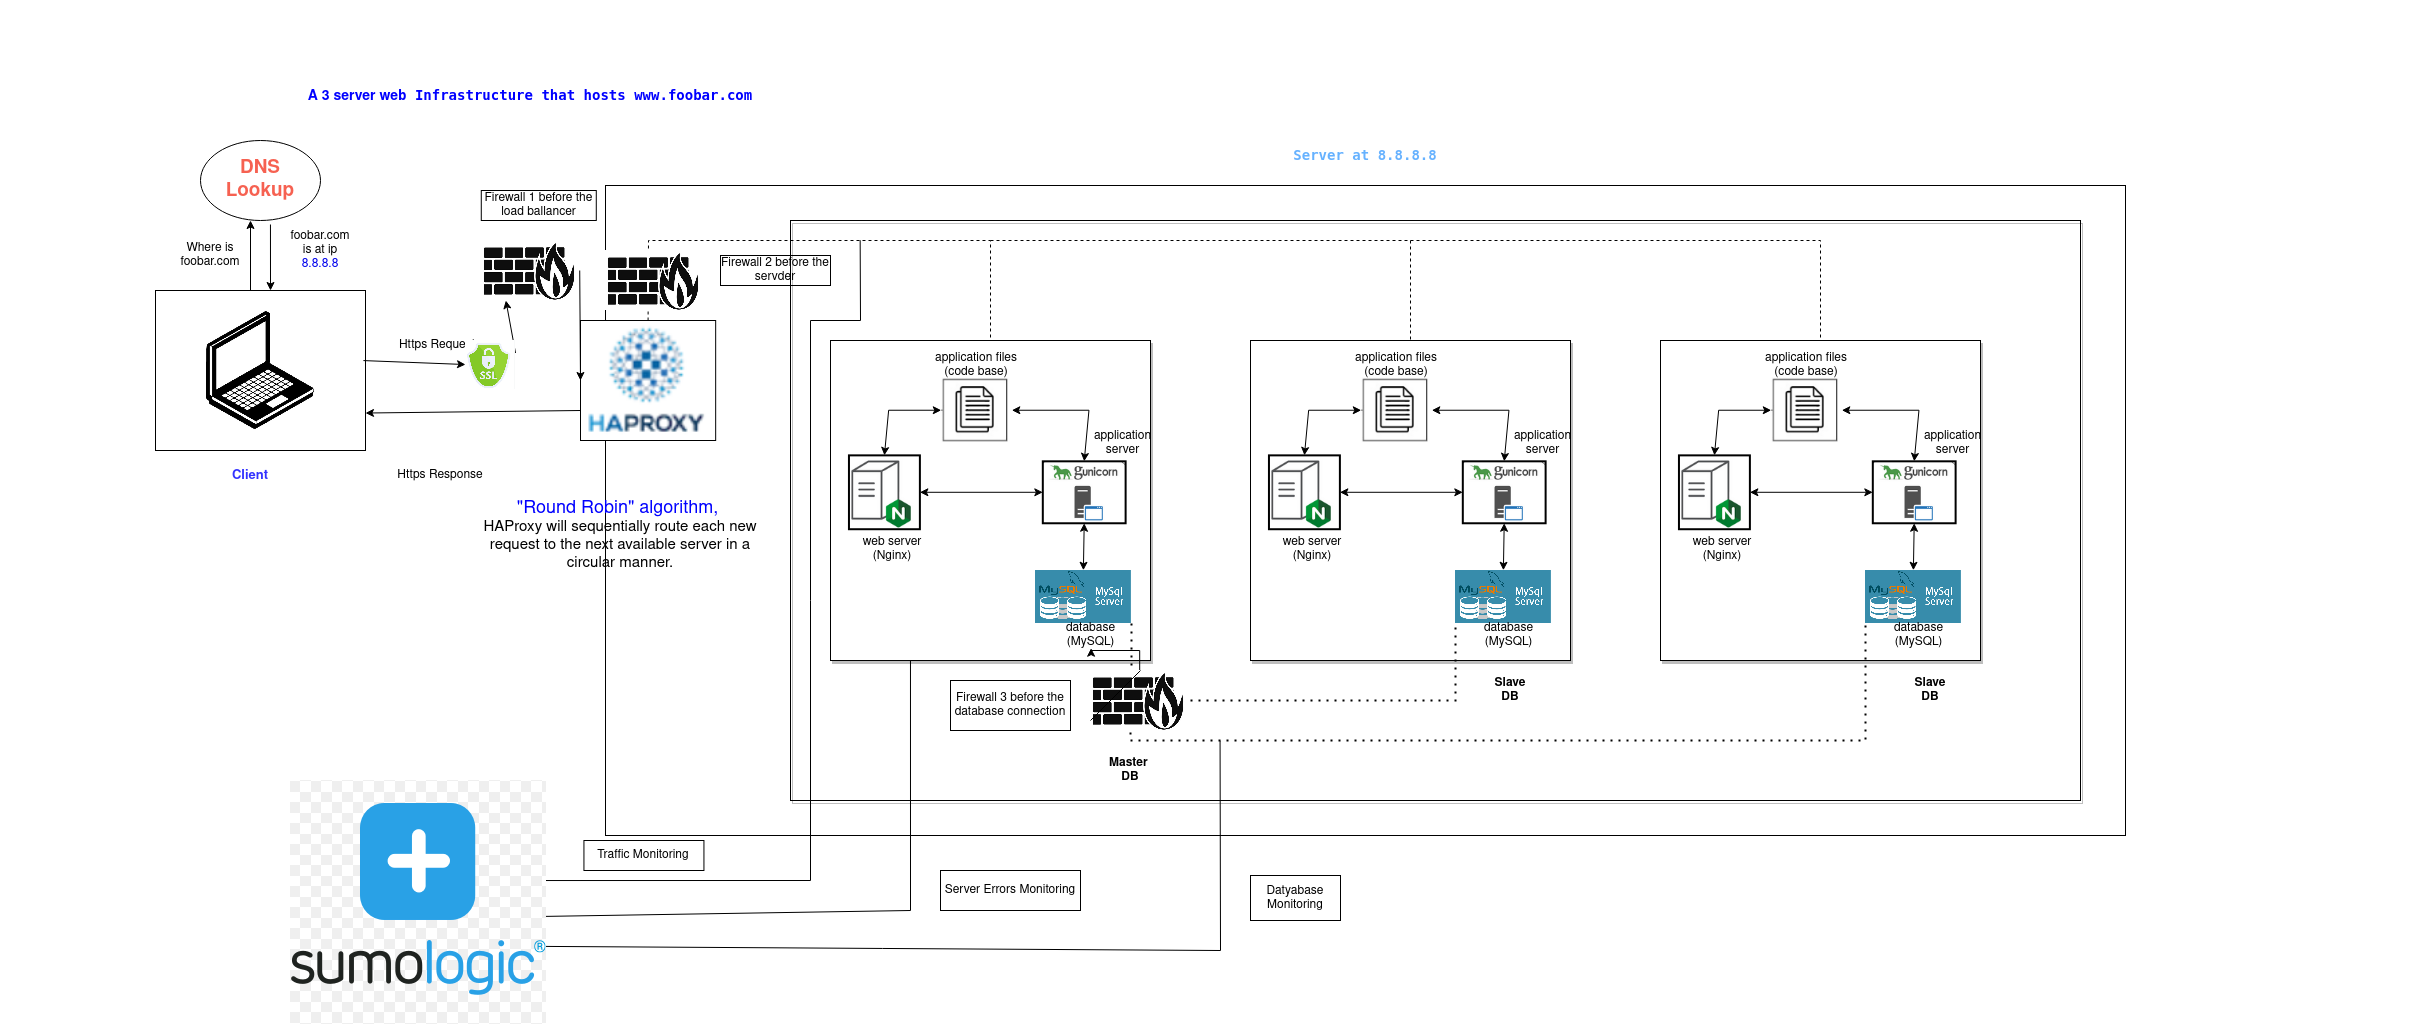 A 3 server web Infrastructure that hosts www.foobar.com
Server at 8.8.8.8
DNS
Lookup
Where is
foobar.com
foobar.com
is at ip
8.8.8.8
Client
Https Reque
SSL
Https Response
Firewall 1 before the
load ballancer
Firewall 2 before the
servder
HAPROXY
"Round Robin" algorithm,
HAProxy will sequentially route each new
request to the next available server in a
circular manner.
application files
(code base)
application
server
gunicorn
N
web server
(Nginx)
MySQL
MySql
Server
database
(MySQL)
application files
(code base)
application
server
gunicorn
N
web server
(Nginx)
MySQL
MySql
Server
database
(MySQL)
Slave
DB
application files
(code base)
application
server
gunicorn
N
web server
(Nginx)
MySQL
MySql
Server
database
(MySQL)
Slave
DB
Firewall 3 before the
database connection
Master
DB
Traffic Monitoring
Server Errors Monitoring
Datyabase
Monitoring
sumologic®